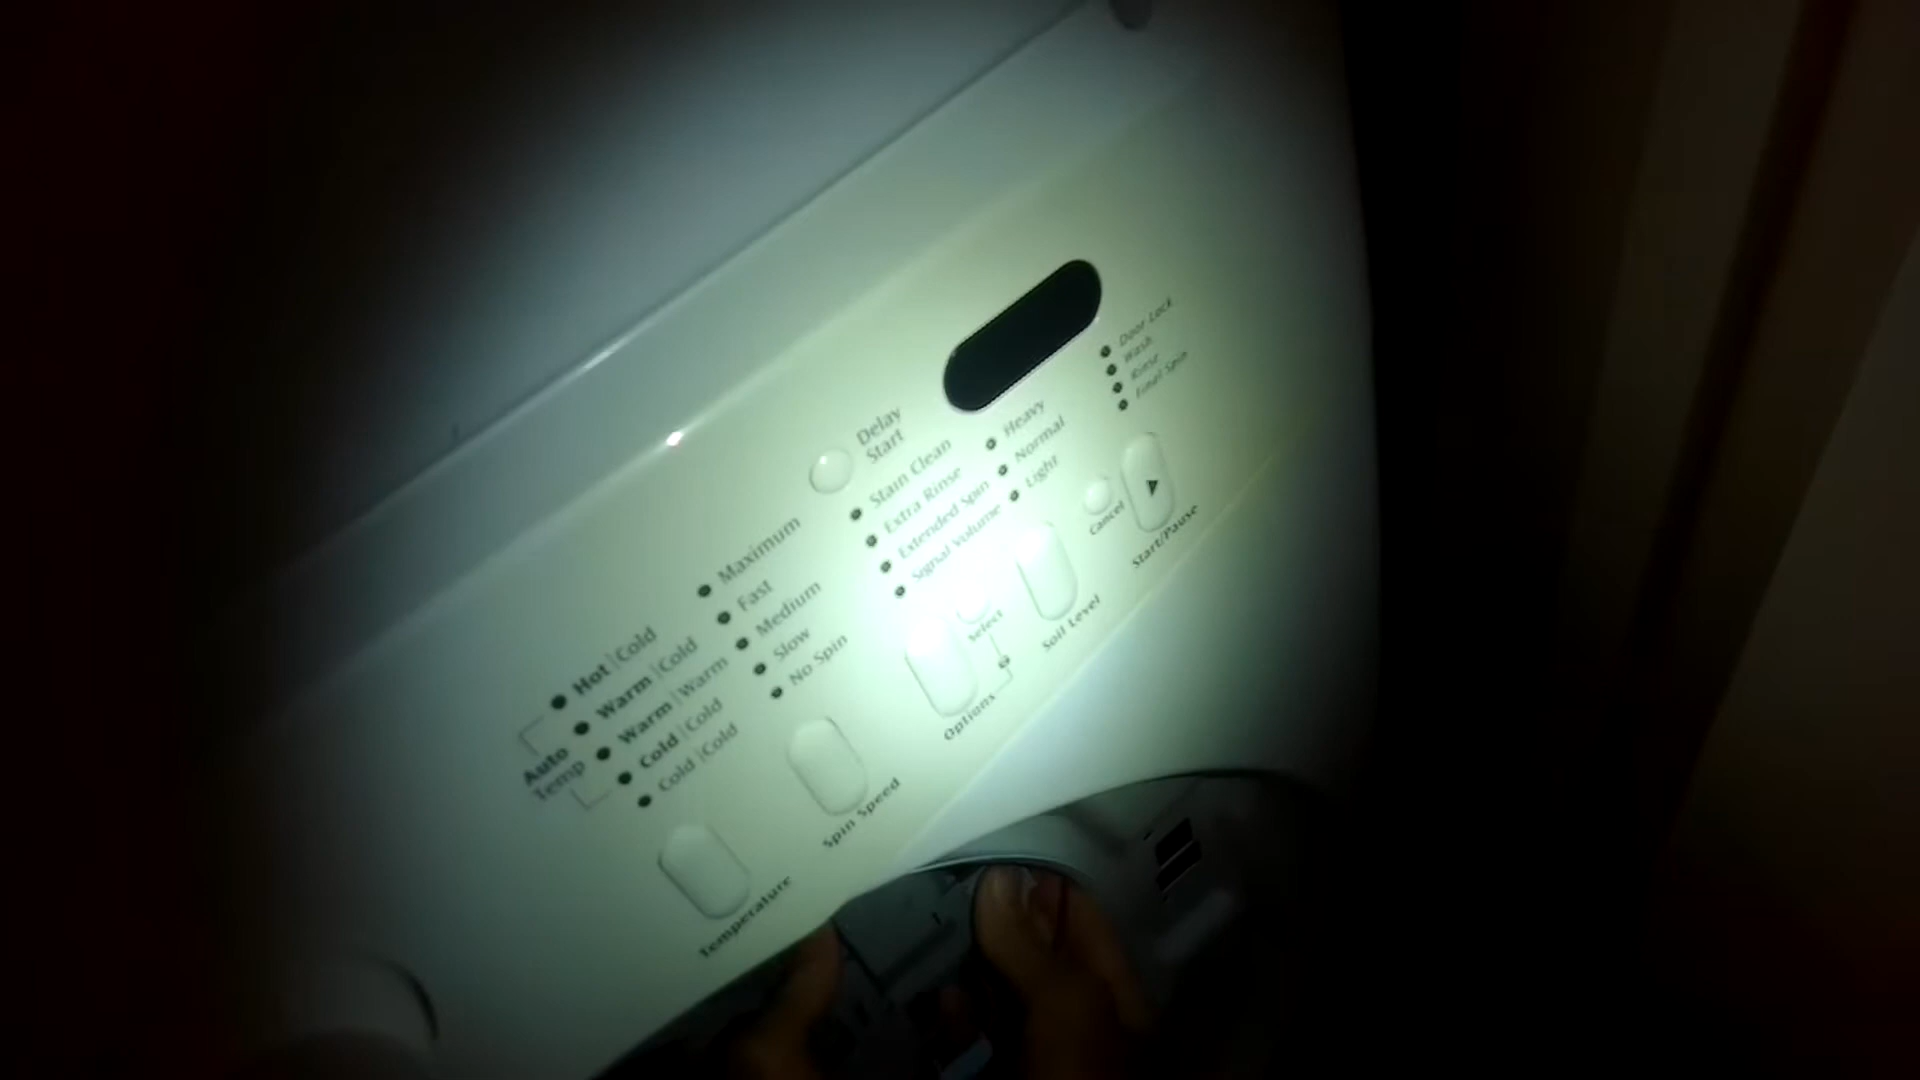 Hot|Cold
Warm|Cold
Warm|Warm
Cold|Cold
Cold|Cold
Auto
Temp
Temperature
Maximum
Fast
Medium
Slow
No Spin
Spin Speed
Delay
Start
Stain Clean
Extra Rinse
Extended Spin
Signal Volume
Select
Options
Heavy
Normal
Light
Soil Level
Door Lock
Wash
Rinse
Final Spin
Cancel
Start/Pause